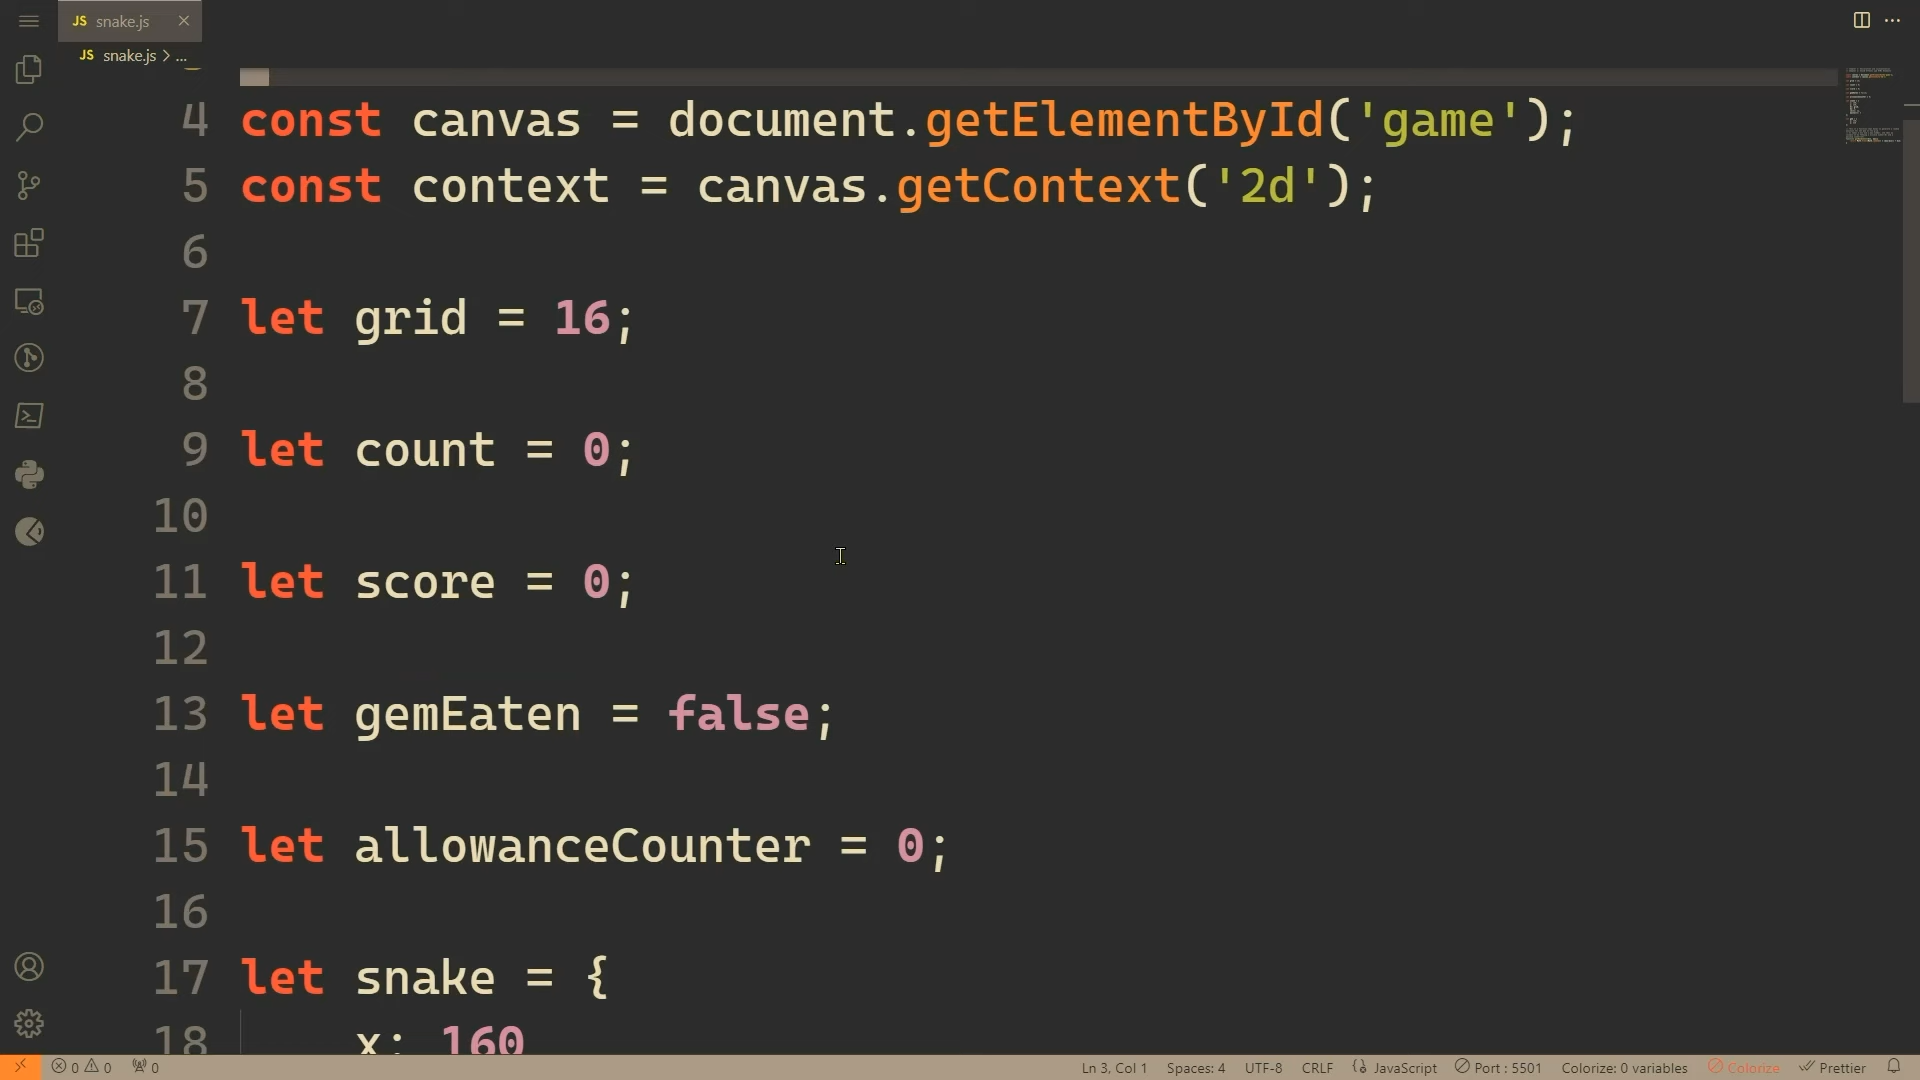 JS snake.js
JS snake.js > ...
4 const canvas = document.getElementById('game');
5 const context = canvas.getContext('2d');
6
7 let grid = 16;
8
9 let count = 0;
10
11 let score = 0;
12
13 let gemEaten = false;
14
15 let allowanceCounter = 0;
16
17 let snake = {
18 x: 160
0 0 0 Ln 3, Col 1 Spaces: 4 UTF-8 CRLF JavaScript Port : 5501 Colorize: 0 variables Colorize Prettier